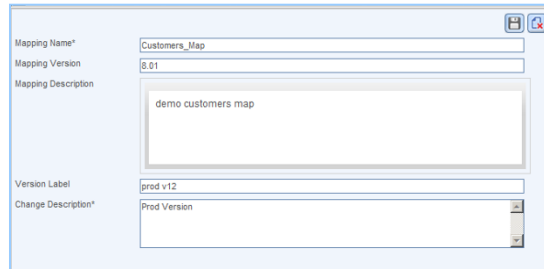 Mapping Name*
Customers_Map
Mapping Version
8.01
Mapping Description
demo customers map
Version Label
prod v12
Change Description*
Prod Version